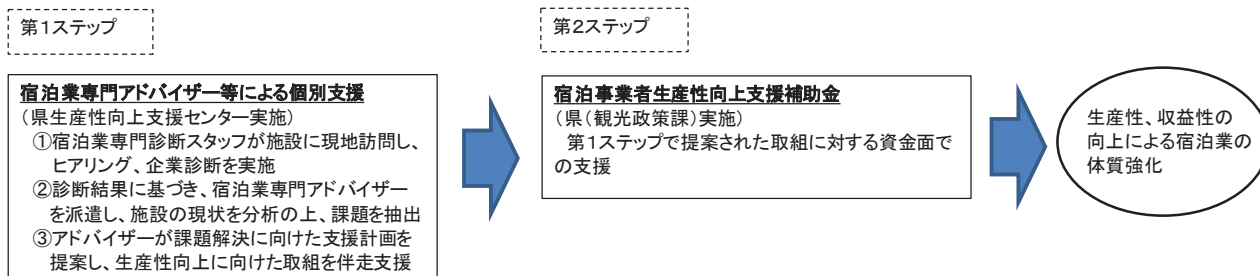 第1ステップ
宿泊業専門アドバイザー等による個別支援
(県生産性向上支援センター実施)
①宿泊業専門診断スタッフが施設に現地訪問し、
ヒアリング、企業診断を実施
②診断結果に基づき、宿泊業専門アドバイザー
を派遣し、施設の現状を分析の上、課題を抽出
③アドバイザーが課題解決に向けた支援計画を
提案し、生産性向上に向けた取組を伴走支援
第2ステップ
宿泊事業者生産性向上支援補助金
(県(観光政策課)実施)
第1ステップで提案された取組に対する資金面で
の支援
生産性、収益性の
向上による宿泊業の
体質強化